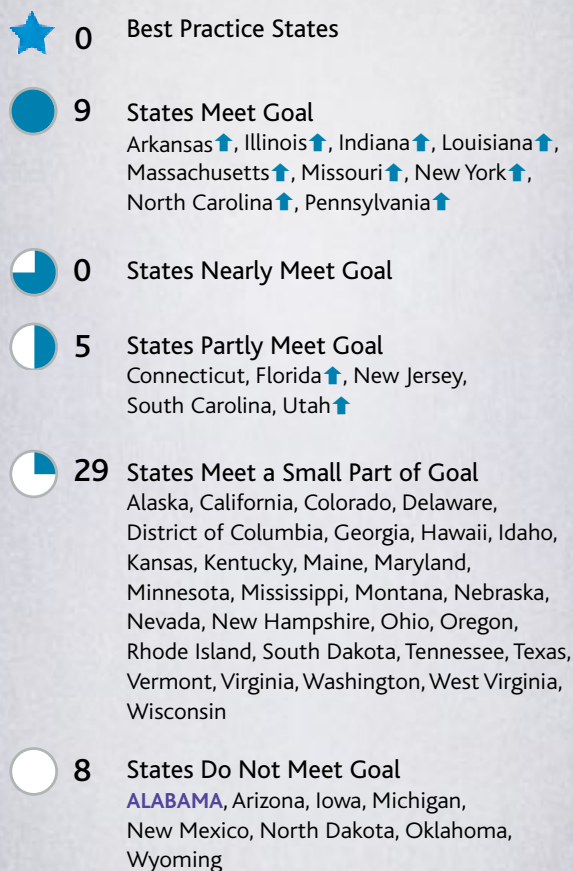 0 Best Practice States
9 States Meet Goal
Arkansas⬆, Illinois⬆, Indiana⬆, Louisiana⬆,
Massachusetts⬆, Missouri⬆, New York⬆,
North Carolina⬆, Pennsylvania⬆
0 States Nearly Meet Goal
5 States Partly Meet Goal
Connecticut, Florida⬆, New Jersey,
South Carolina, Utah⬆
29 States Meet a Small Part of Goal
Alaska, California, Colorado, Delaware,
District of Columbia, Georgia, Hawaii, Idaho,
Kansas, Kentucky, Maine, Maryland,
Minnesota, Mississippi, Montana, Nebraska,
Nevada, New Hampshire, Ohio, Oregon,
Rhode Island, South Dakota, Tennessee, Texas,
Vermont, Virginia, Washington, West Virginia,
Wisconsin
8 States Do Not Meet Goal
ALABAMA, Arizona, Iowa, Michigan,
New Mexico, North Dakota, Oklahoma,
Wyoming